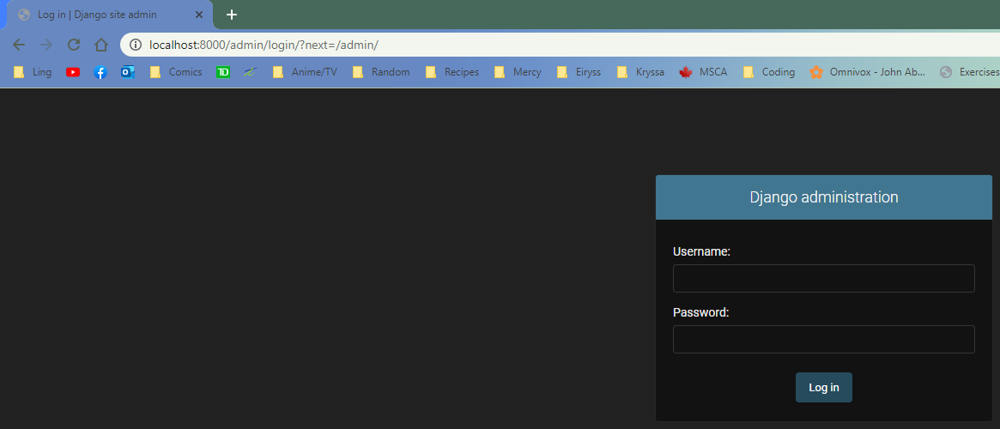 Log in | Django site admin
localhost:8000/admin/login/?next=/admin/
Ling Comics TD Anime/TV Random Recipes Mercy Eiryss Kryssa MSCA Coding Omnivox - John Ab... Exercises
Django administration
Username:
Password:
Log in